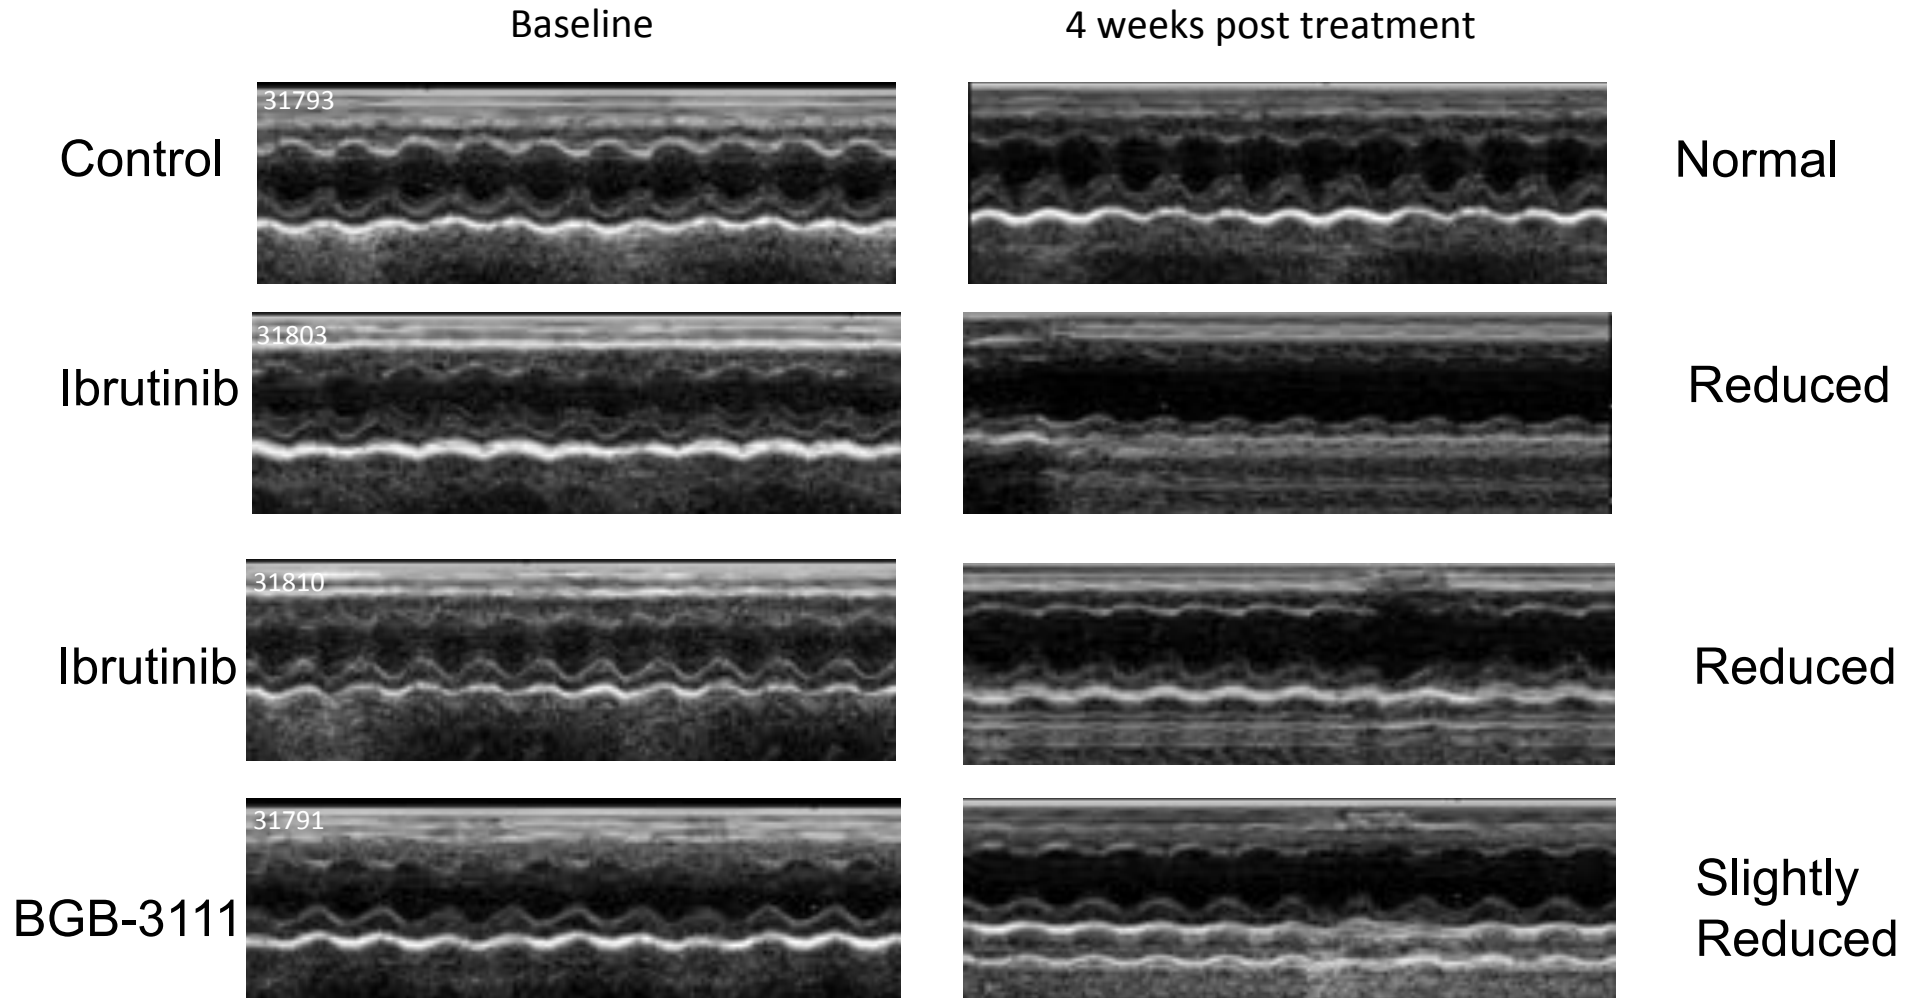 Baseline
4 weeks post treatment
31793
Control
Normal
31803
Ibrutinib
Reduced
31810
Ibrutinib
Reduced
31791
BGB-3111
Slightly
Reduced